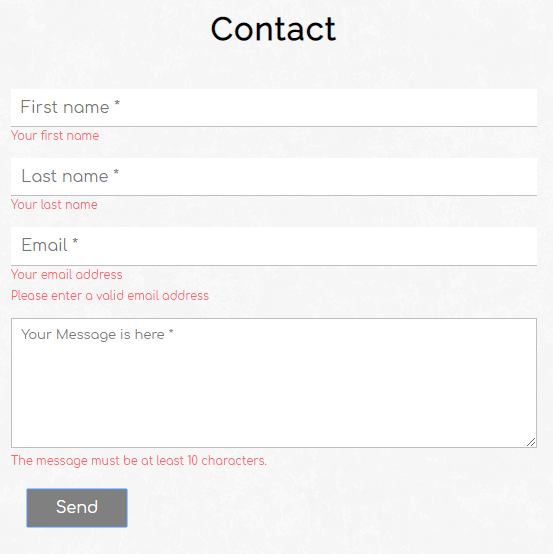 Contact
First name *
Your first name
Last name *
Your last name
Email *
Your email address
Please enter a valid email address
Your Message is here *
The message must be at least 10 characters.
Send